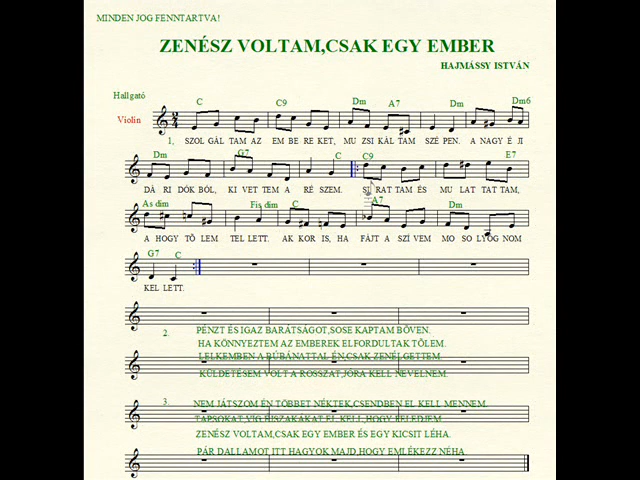 MINDEN JOG FENNTARTVA!
ZENÉSZ VOLTAM,CSAK EGY EMBER
HAJMÁSSY ISTVÁN
Hallgató
C C9 Dm A7 Dm Dm6
Violin
2 4
1, SZOL GÁL TAM AZ EM BE RE KET, MU ZSI KÁL TAM SZÉ PEN. A NAGY É JI
Dm G7 A G C C9 E7
DÁ RI DÓK BÓL, KI VET TEM A RÉ SZEM. SÍ RAT TAM ÉS MU LAT TAT TAM,
As dim Fis dim C A7 Dm
A HOGY TŐ LEM TEL LETT. AK KOR IS, HA FÁJT A SZÍ VEM MO SO LYOG NOM
G7 C
KEL LETT.
2. PÉNZT ÉS IGAZ BARÁTSÁGOT,SOSE KAPTAM BŐVEN.
HA KÖNNYEZTEM AZ EMBEREK ELFORDULTAK TŐLEM.
LELKEMBEN A BÚBÁNATTAL ÉN,CSAK ZENÉLGETTEM.
KÜLDETÉSEM VOLT A ROSSZAT,JÓRA KELL NEVELNEM.
3. NEM JÁTSZOM ÉN TÖBBET NÉKTEK,CSENDBEN EL KELL MENNEM.
TAPSOKAT,VÍG ÉJSZAKÁKAT EL KELL,HOGY FELEDJEM.
ZENÉSZ VOLTAM,CSAK EGY EMBER ÉS EGY KICSIT LÉHA.
PÁR DALLAMOT ITT HAGYOK MAJD,HOGY EMLÉKEZZ NÉHA.